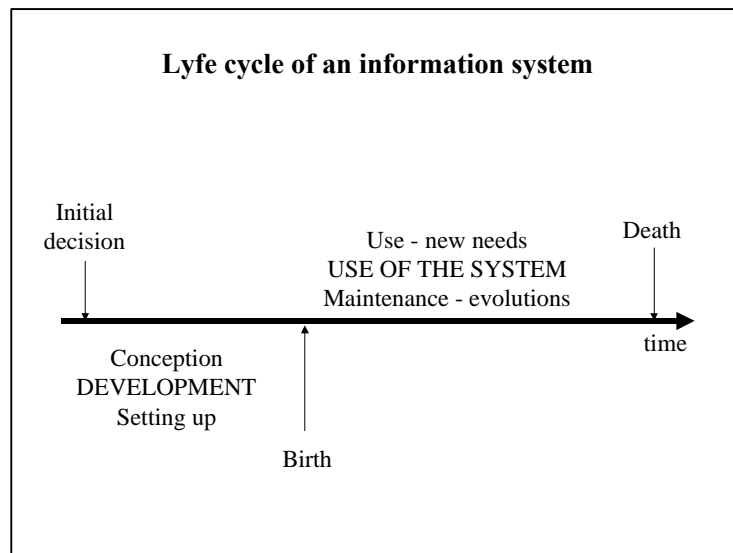 Lyfe cycle of an information system
Initial
decision
Use - new needs
USE OF THE SYSTEM
Maintenance - evolutions
Death
time
Conception
DEVELOPMENT
Setting up
Birth